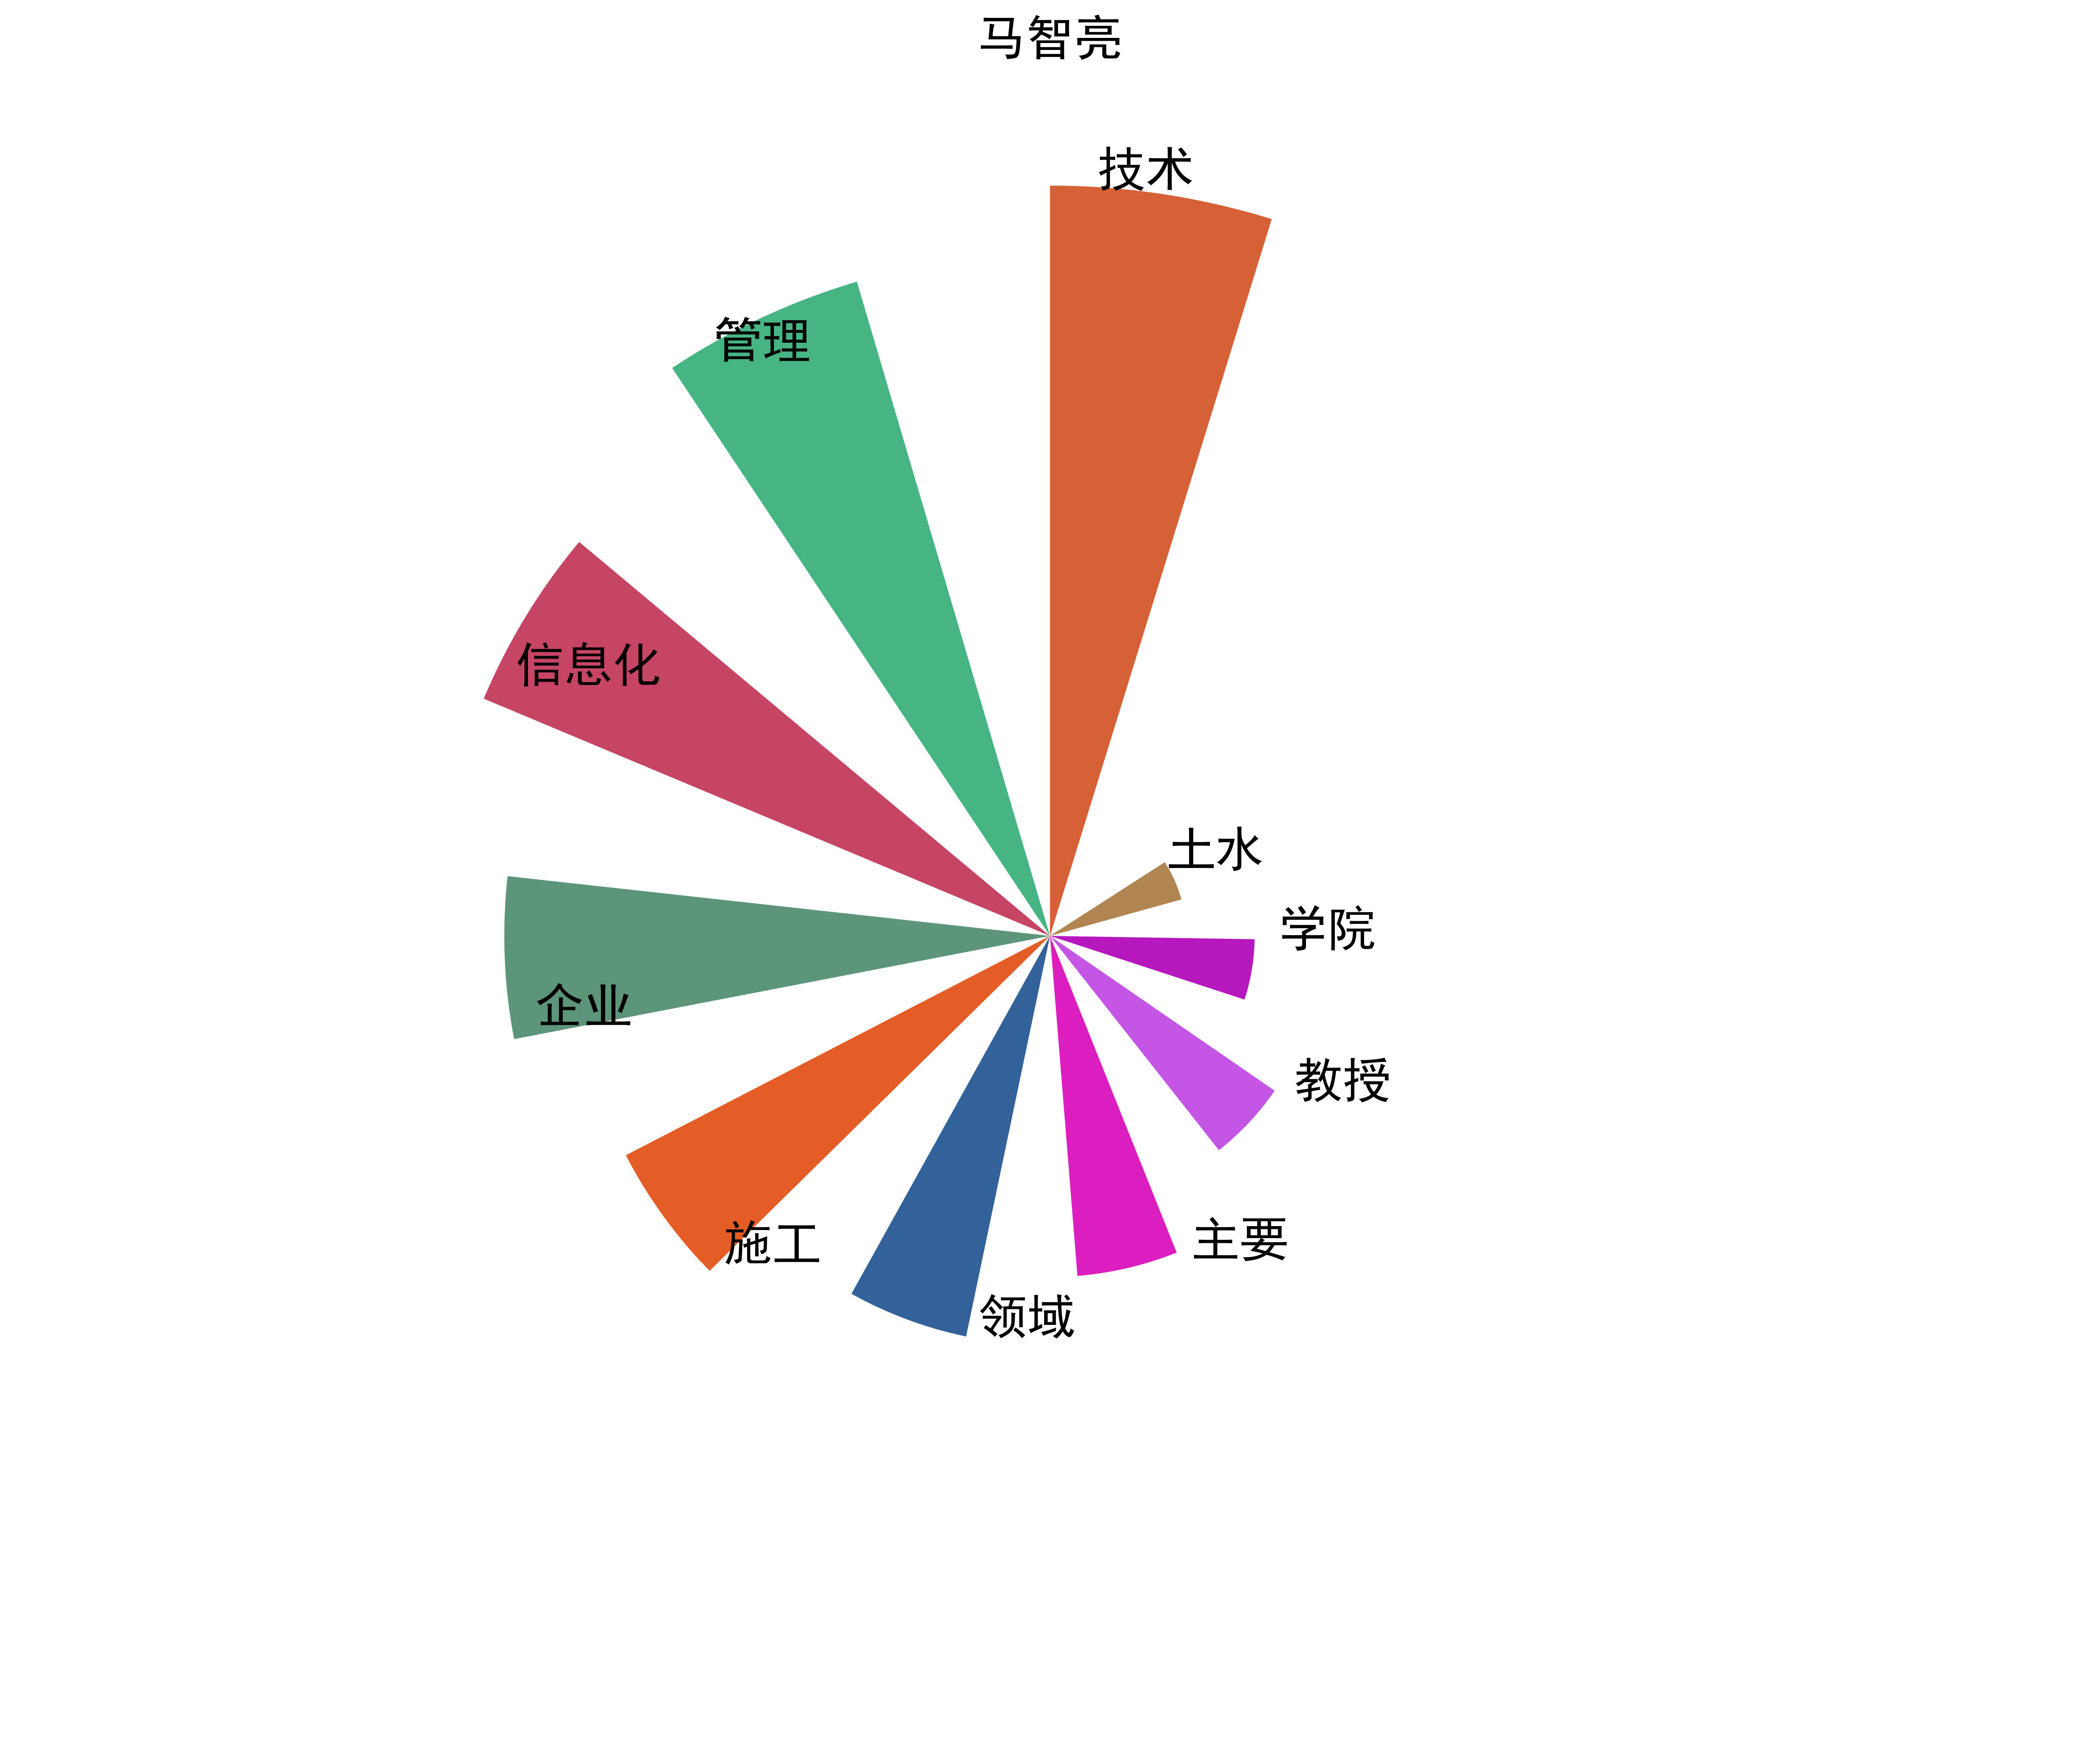 马智亮
技术
管理
信息化
土水
学院
企业
教授
主要
施工
领域